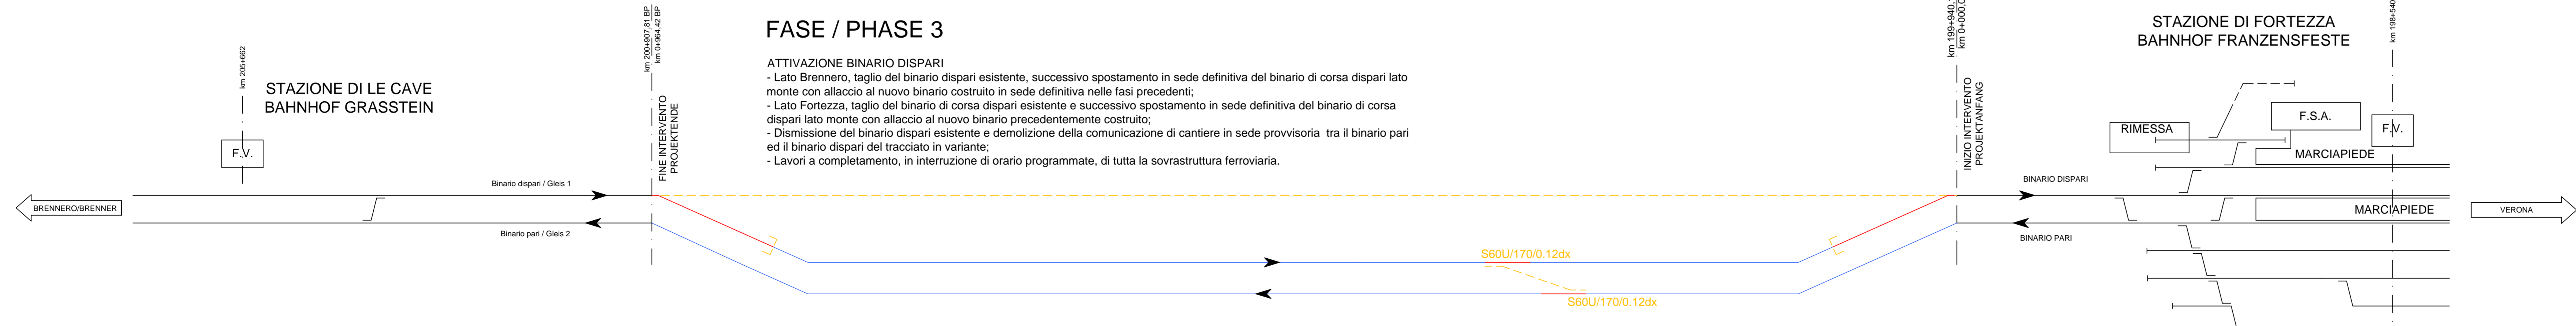 FASE / PHASE 3
ATTIVAZIONE BINARIO DISPARI
- Lato Brennero, taglio del binario dispari esistente, successivo spostamento in sede definitiva del binario di corsa dispari lato
monte con allaccio al nuovo binario costruito in sede definitiva nelle fasi precedenti;
- Lato Fortezza, taglio del binario di corsa dispari esistente e successivo spostamento in sede definitiva del binario di corsa
dispari lato monte con allaccio al nuovo binario precedentemente costruito;
- Dismissione del binario dispari esistente e demolizione della comunicazione di cantiere in sede provvisoria tra il binario pari
ed il binario dispari del tracciato in variante;
- Lavori a completamento, in interruzione di orario programmate, di tutta la sovrastruttura ferroviaria.
km 205+662
STAZIONE DI LE CAVE
BAHNHOF GRASSTEIN
F.V.
BRENNERO/BRENNER
Binario dispari / Gleis 1
Binario pari / Gleis 2
km 200+907,81 BP
km 0+964,42 BP
FINE INTERVENTO
PROJEKTENDE
S60U/170/0.12dx
S60U/170/0.12dx
km 199+940,
km 0+000,0
INIZIO INTERVENTO
PROJEKTANFANG
STAZIONE DI FORTEZZA
BAHNHOF FRANZENSFESTE
km 198+540
RIMESSA
F.S.A.
F.V.
MARCIAPIEDE
BINARIO DISPARI
MARCIAPIEDE
VERONA
BINARIO PARI